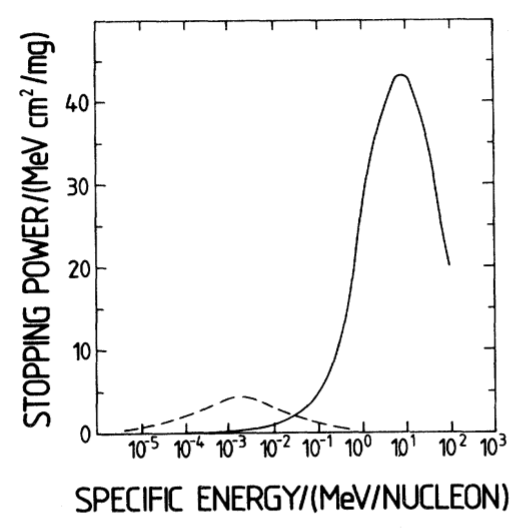 STOPPING POWER/(MeV cm²/mg)
40
30
20
10
0
10⁻⁵ 10⁻⁴ 10⁻³ 10⁻² 10⁻¹ 10⁰ 10¹ 10² 10³
SPECIFIC ENERGY/(MeV/NUCLEON)